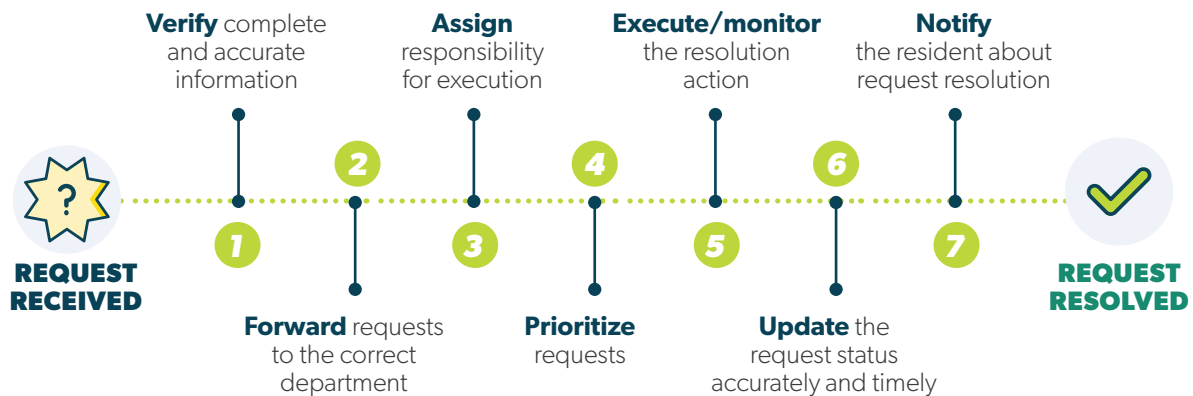 Verify complete
and accurate
information
Assign
responsibility
for execution
Execute/monitor
the resolution
action
Notify
the resident about
request resolution
?
2
4
6
1
3
5
7
REQUEST
RECEIVED
REQUEST
RESOLVED
Forward requests
to the correct
department
Prioritize
requests
Update the
request status
accurately and timely